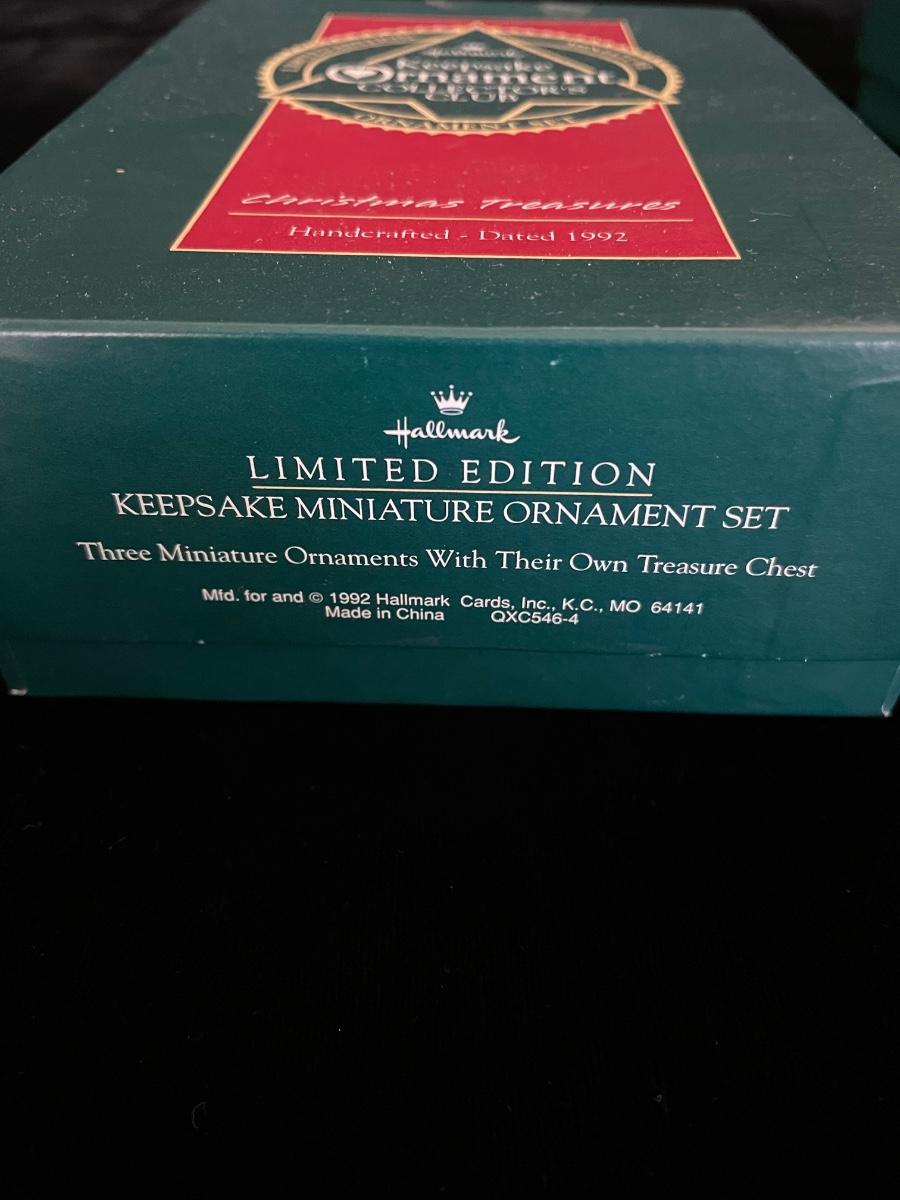 Hallmark
Keepsake
Ornament
COLLECTOR'S
CLUB
ORNAMENT SET
Christmas Treasures
Handcrafted - Dated 1992
Hallmark
LIMITED EDITION
KEEPSAKE MINIATURE ORNAMENT SET
Three Miniature Ornaments With Their Own Treasure Chest
Mfd. for and © 1992 Hallmark Cards, Inc., K.C., MO 64141
Made in China QXC546-4